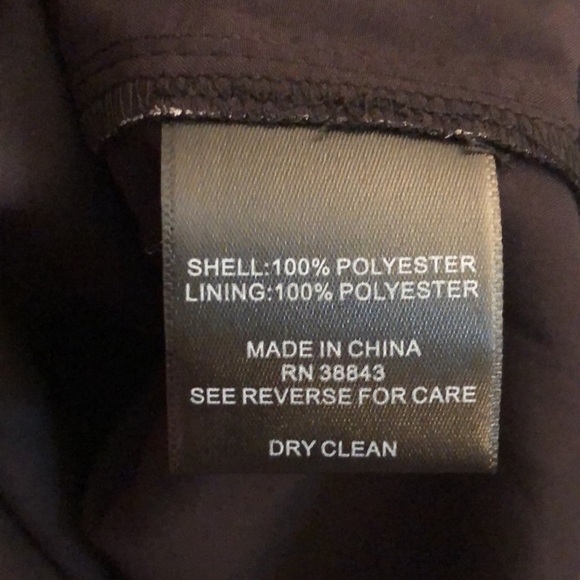 SHELL:100% POLYESTER
LINING:100% POLYESTER
MADE IN CHINA
RN 38843
SEE REVERSE FOR CARE
DRY CLEAN